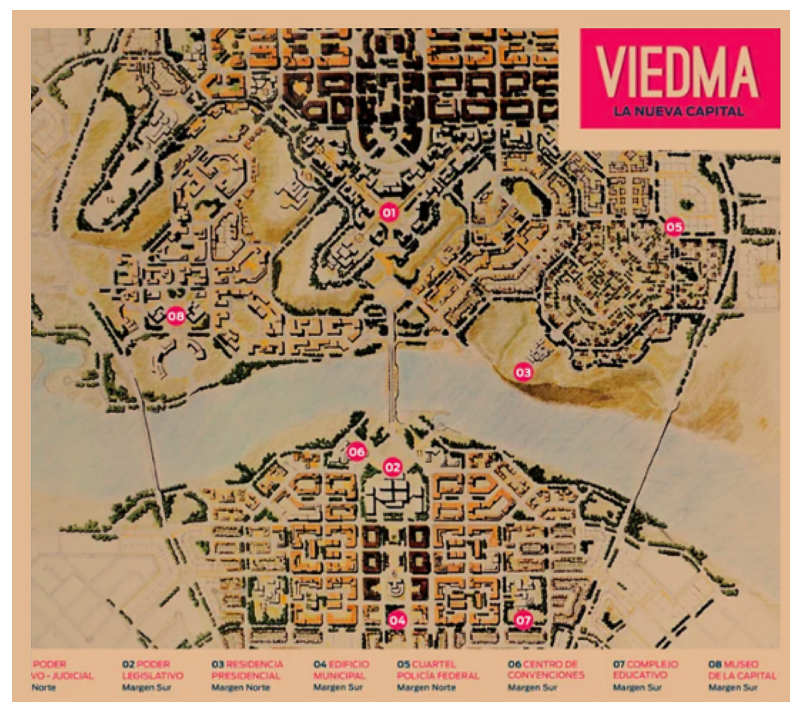 VIEDMA
LA NUEVA CAPITAL
01
05
08
03
06
02
04
07
PODER
VO - JUDICIAL
Norte
02 PODER
LEGISLATIVO
Margen Sur
03 RESIDENCIA
PRESIDENCIAL
Margen Norte
04 EDIFICIO
MUNICIPAL
Margen Sur
05 CUARTEL
POLICÍA FEDERAL
Margen Norte
06 CENTRO DE
CONVENCIONES
Margen Sur
07 COMPLEJO
EDUCATIVO
Margen Sur
08 MUSEO
DE LA CAPITAL
Margen Sur